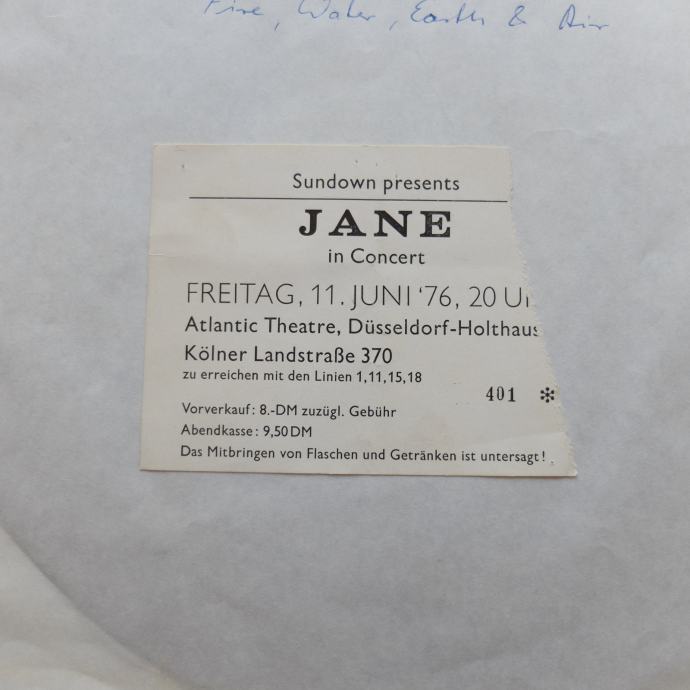 Fire, Water, Earth & Air
Sundown presents
JANE
in Concert
FREITAG, 11. JUNI '76, 20 U
Atlantic Theatre, Düsseldorf-Holthaus
Kölner Landstraße 370
zu erreichen mit den Linien 1,11,15,18
401 *
Vorverkauf: 8.-DM zuzügl. Gebühr
Abendkasse: 9,50 DM
Das Mitbringen von Flaschen und Getränken ist untersagt!